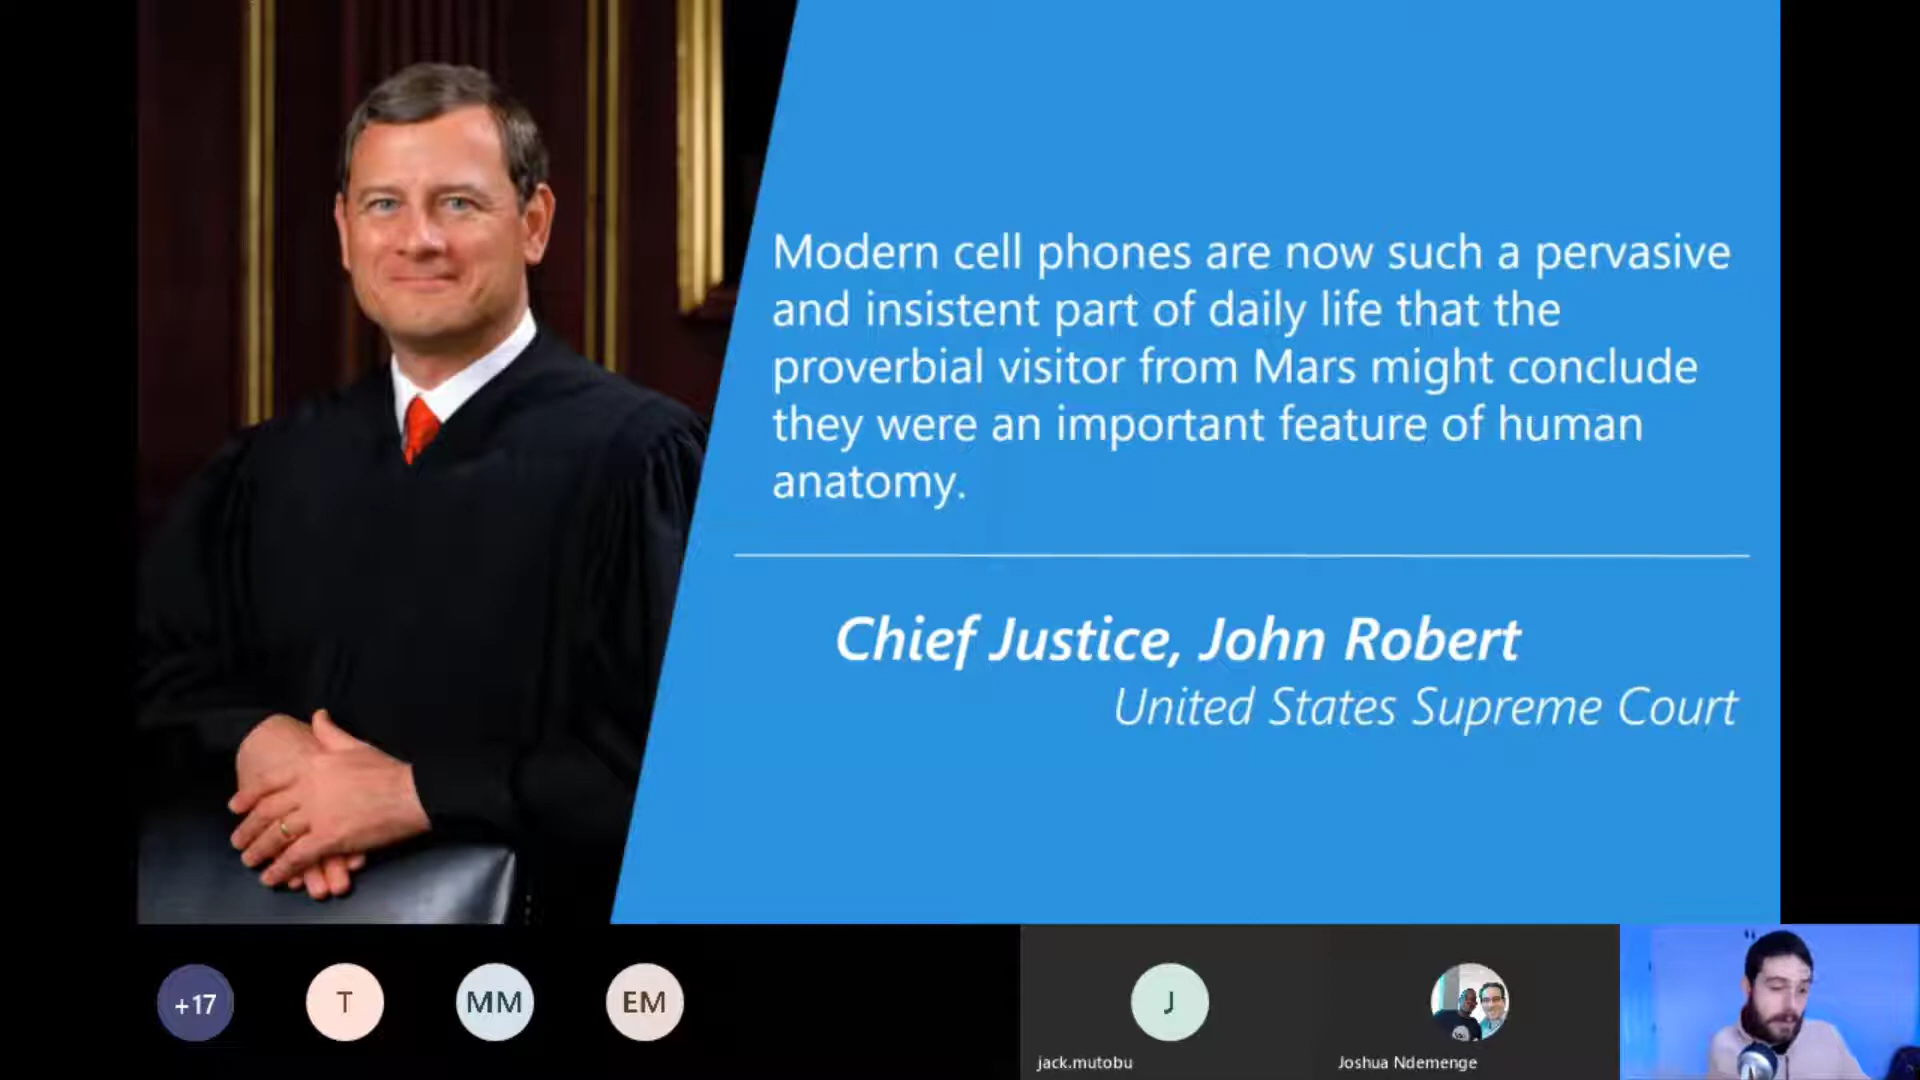 Modern cell phones are now such a pervasive
and insistent part of daily life that the
proverbial visitor from Mars might conclude
they were an important feature of human
anatomy.
Chief Justice, John Robert
United States Supreme Court
+17
T
MM
EM
J
jack.mutobu
Joshua Ndemenge